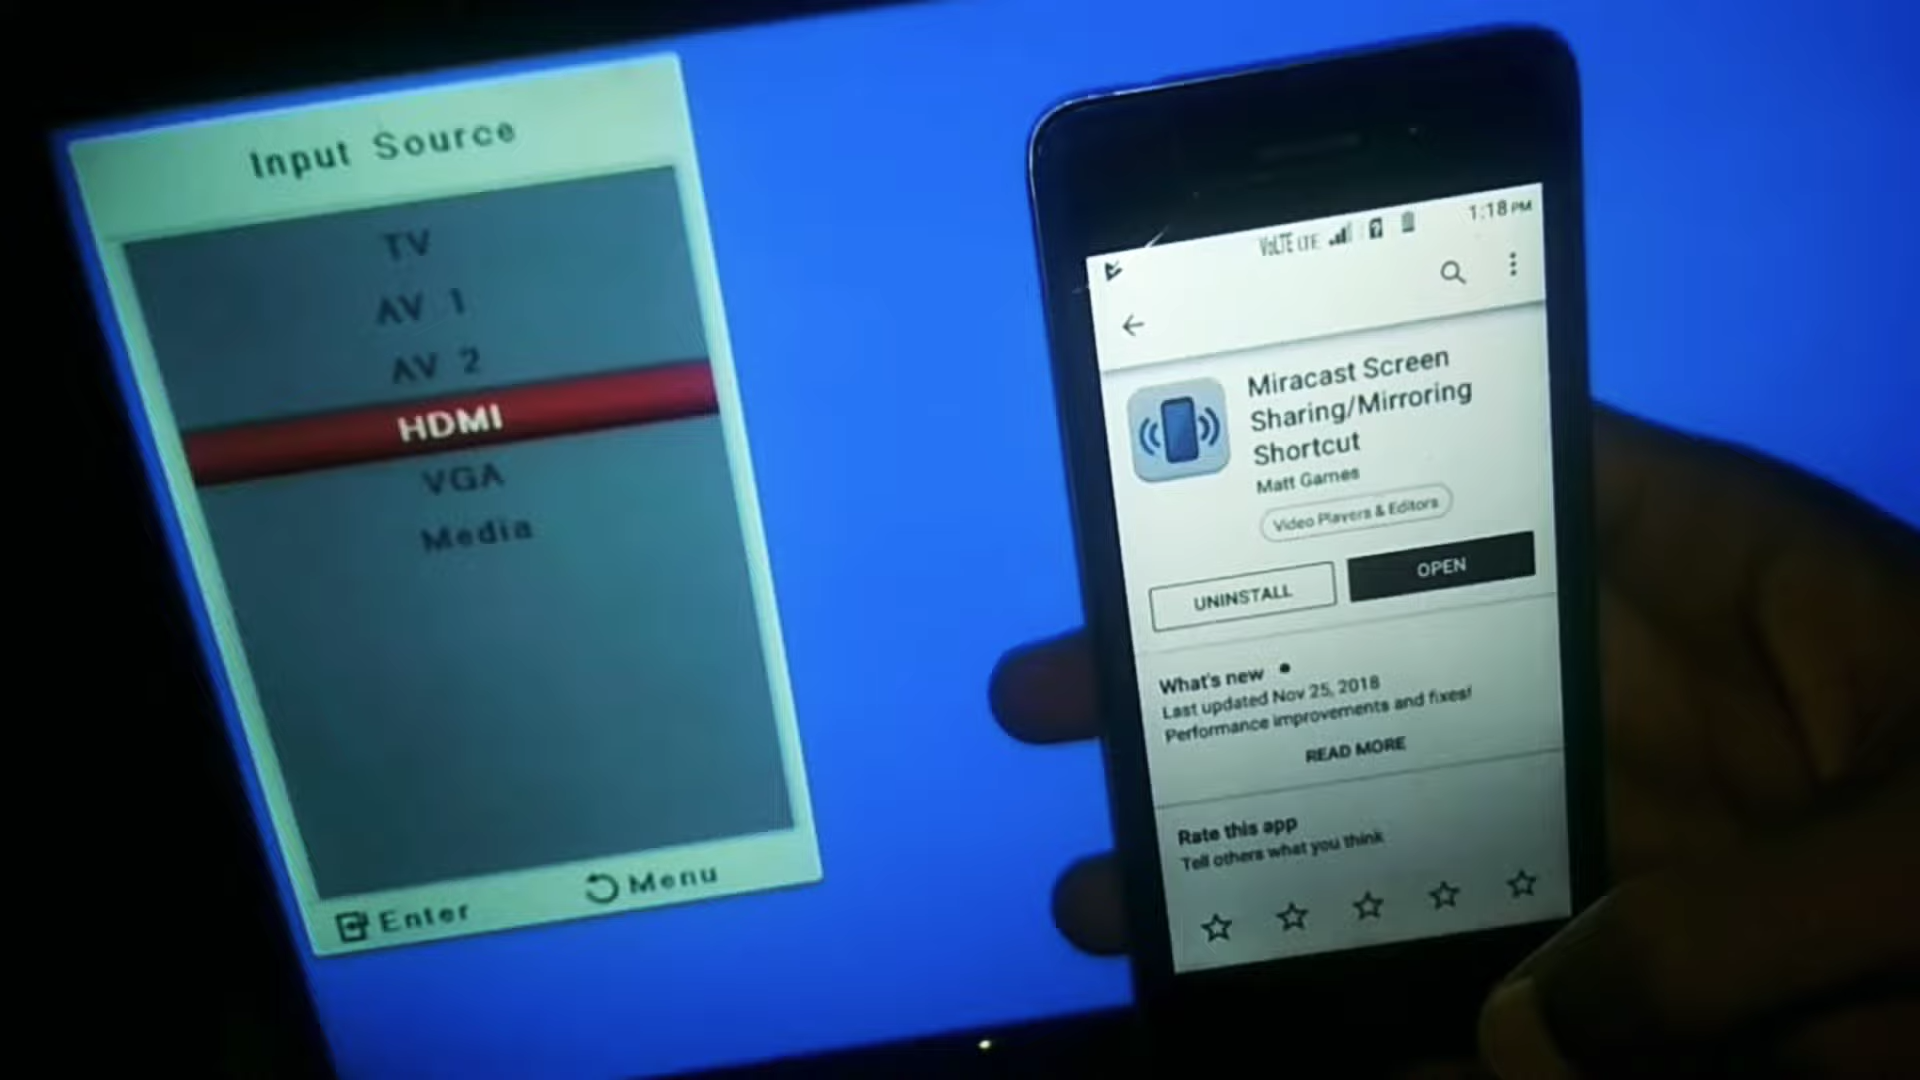 Input Source
TV
AV 1
AV 2
HDMI
VGA
Media
Enter
Menu
VoLTE LTE
1:18 PM
Miracast Screen
Sharing/Mirroring
Shortcut
Matt Games
Video Players & Editors
UNINSTALL
OPEN
What's new
Last updated Nov 25, 2018
Performance improvements and fixes!
READ MORE
Rate this app
Tell others what you think